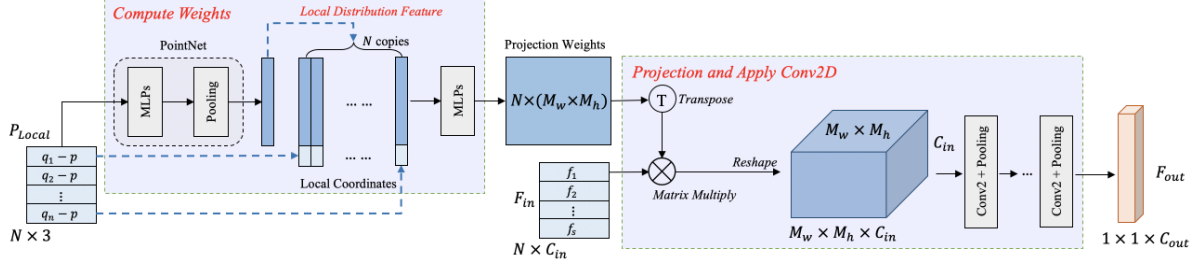 Compute Weights
Local Distribution Feature
N copies
PointNet
MLPs
Pooling
... ...
MLPs
P_Local
q_1 − p
q_2 − p
⋮
q_n − p
N × 3
... ...
Local Coordinates
Projection Weights
N×(M_w×M_h)
F_in
f_1
f_2
⋮
f_s
N × C_in
Projection and Apply Conv2D
T
Transpose
Matrix Multiply
Reshape
M_w × M_h
C_in
M_w × M_h × C_in
Conv2 + Pooling
...
Conv2 + Pooling
F_out
1 × 1 × C_out